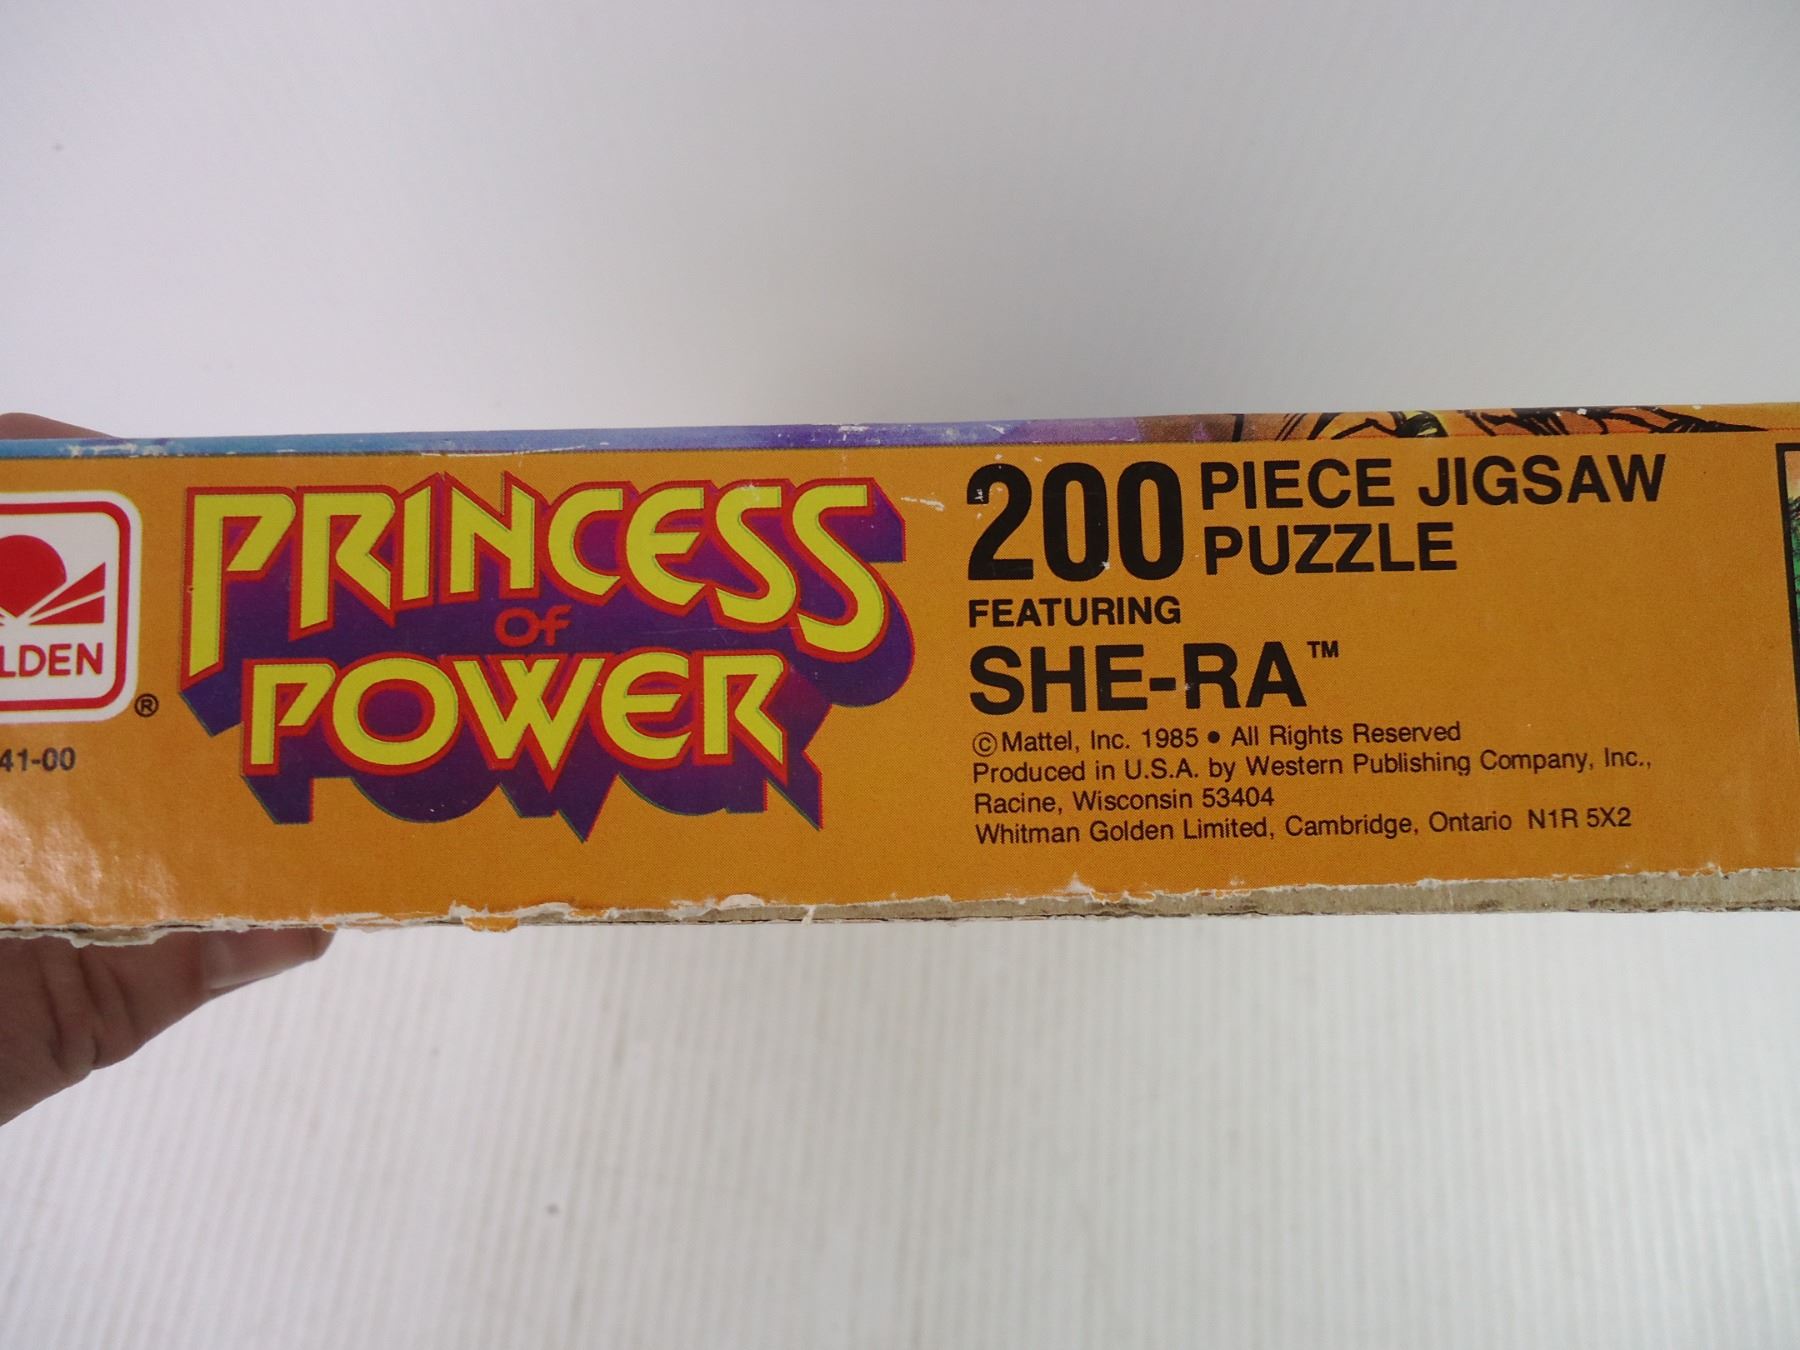 LDEN
®
41-00
PRINCESS
OF
POWER
200 PIECE JIGSAW
PUZZLE
FEATURING
SHE-RA™
© Mattel, Inc. 1985 • All Rights Reserved
Produced in U.S.A. by Western Publishing Company, Inc.,
Racine, Wisconsin 53404
Whitman Golden Limited, Cambridge, Ontario N1R 5X2